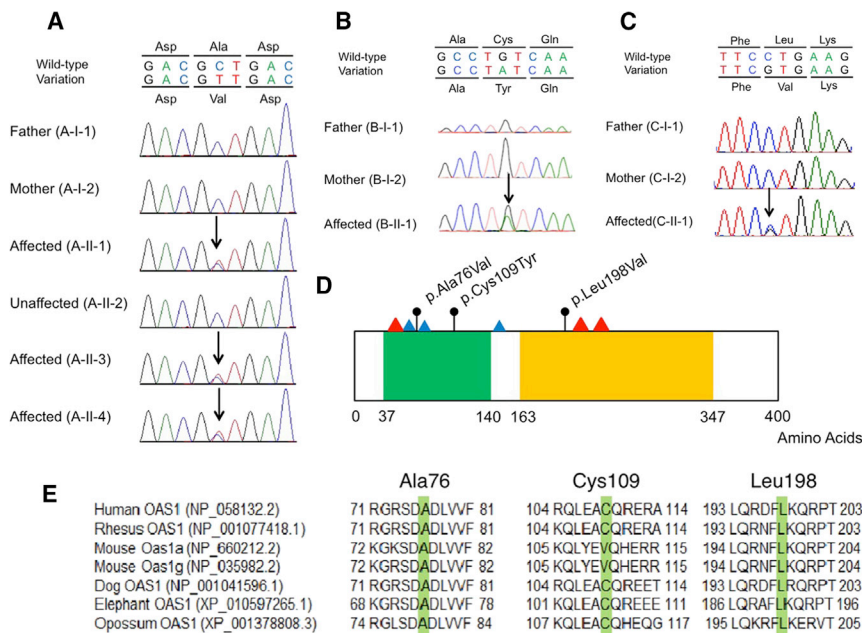 A
Asp Ala Asp
Wild-type G A C G C T G A C
Variation G A C G T T G A C
Asp Val Asp
Father (A-I-1)
Mother (A-I-2)
Affected (A-II-1)
Unaffected (A-II-2)
Affected (A-II-3)
Affected (A-II-4)
B
Ala Cys Gln
Wild-type G C C T G T C A A
Variation G C C T A T C A A
Ala Tyr Gln
Father (B-I-1)
Mother (B-I-2)
Affected (B-II-1)
C
Phe Leu Lys
Wild-type T T C C T G A A G
Variation T T C G T G A A G
Phe Val Lys
Father (C-I-1)
Mother (C-I-2)
Affected(C-II-1)
D
p.Ala76Val
p.Cys109Tyr
p.Leu198Val
0 37 140 163 347 400
Amino Acids
E
Ala76 Cys109 Leu198
Human OAS1 (NP_058132.2) 71 RGRSDADLVVF 81 104 RQLEACQRERA 114 193 LQRDFLKQRPT 203
Rhesus OAS1 (NP_001077418.1) 71 RGRSDADLVVF 81 104 RQLEACQRERA 114 193 LQRNFLKQRPT 203
Mouse Oas1a (NP_660212.2) 72 KGKSDADLVVF 82 105 KQLYEVQHERR 115 194 LQRNFLKQRPT 204
Mouse Oas1g (NP_035982.2) 72 KGKSDADLVVF 82 105 KQLYEVQHERR 115 194 LQRNFLKQRPT 204
Dog OAS1 (NP_001041596.1) 71 RGRSDADLVVF 81 104 RQLEACQREET 114 193 LQRDFLRQRPT 203
Elephant OAS1 (XP_010597265.1) 68 KGRSDADLVVF 78 101 KQLEACQREEE 111 186 LQRAFLKQRPT 196
Opossum OAS1 (XP_001378808.3) 74 RGLSDADLVVF 84 107 KQLEACQHEQG 117 195 LQKRFLKERVT 205